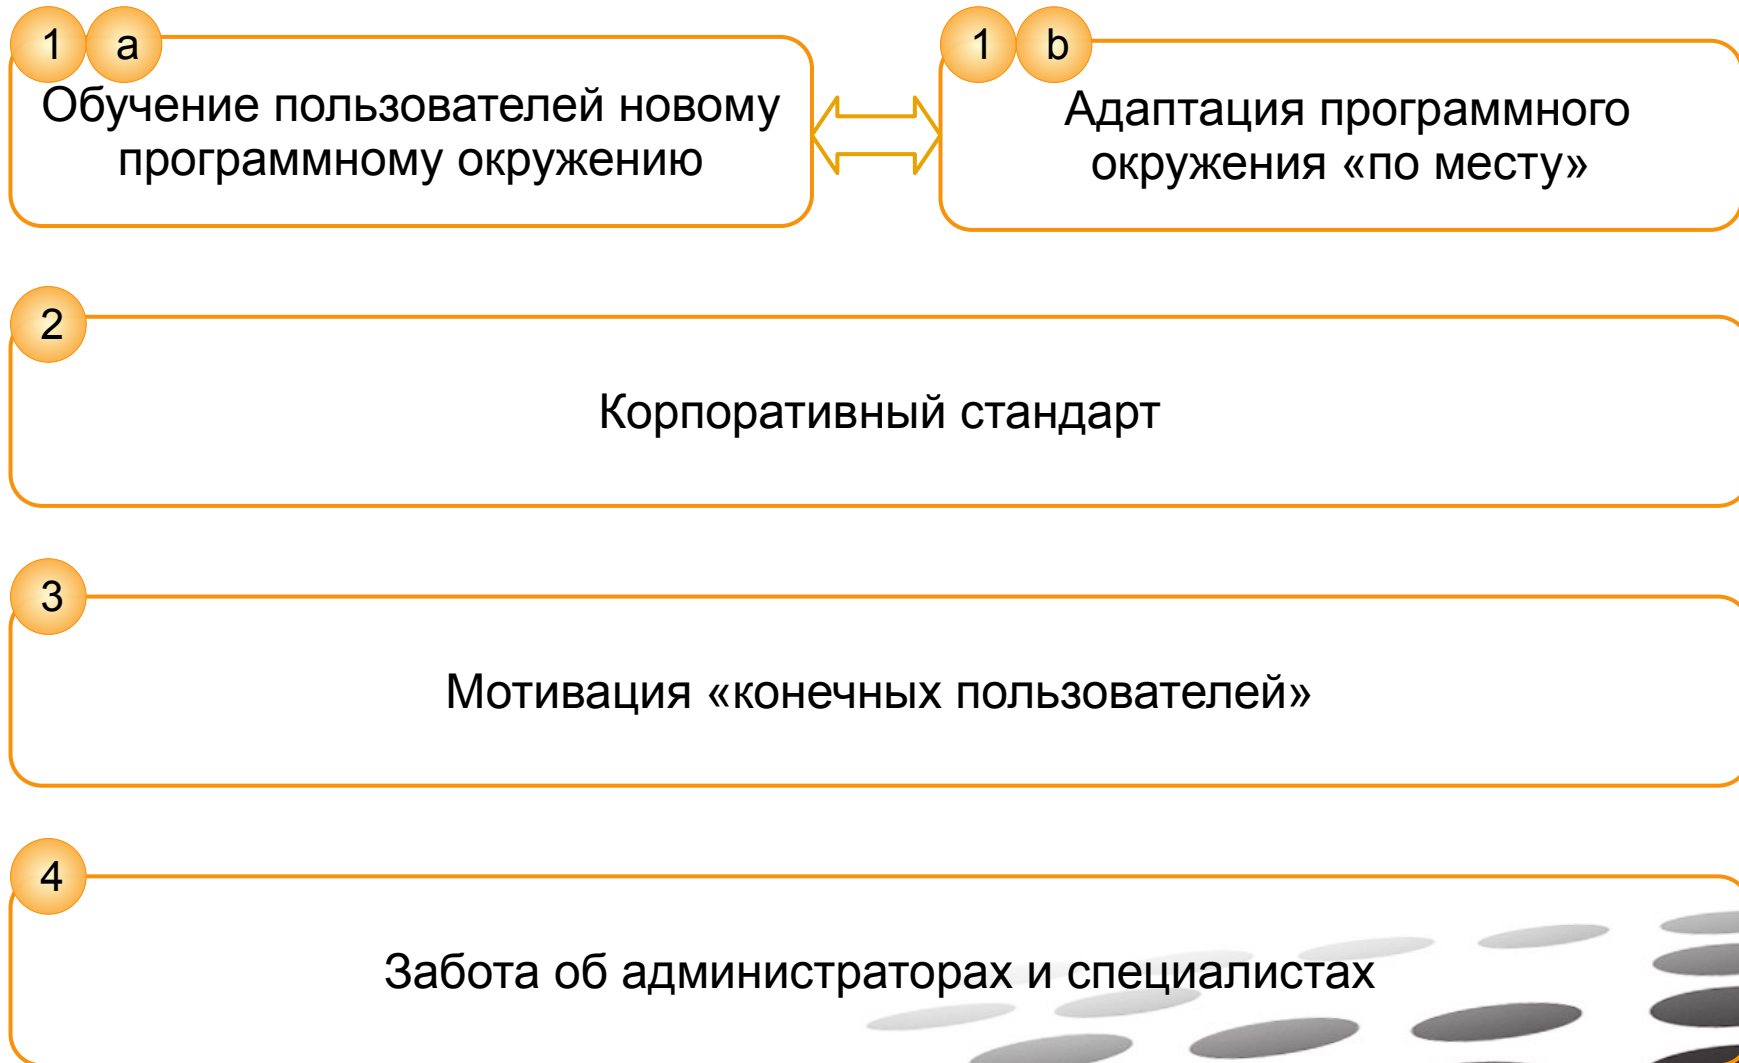 1 a
Обучение пользователей новому
программному окружению
1 b
Адаптация программного
окружения «по месту»
2
Корпоративный стандарт
3
Мотивация «конечных пользователей»
4
Забота об администраторах и специалистах